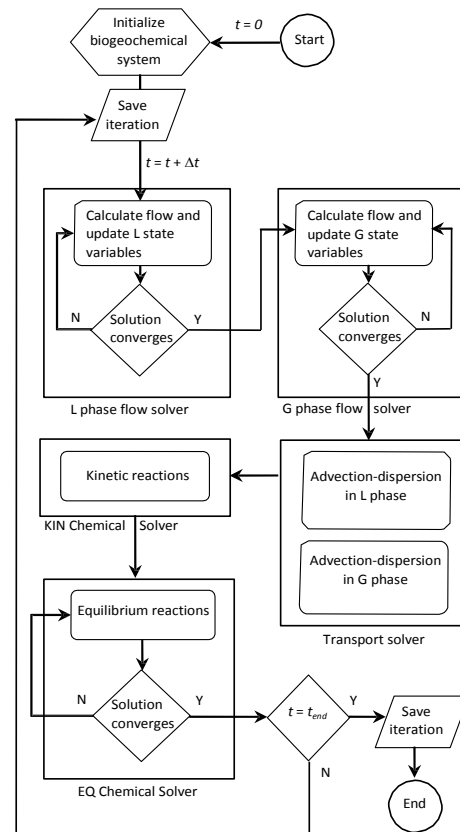 Initialize
biogeochemical
system
t = 0
Start
Save
iteration
t = t + Δt
Calculate flow and
update L state
variables
Solution
converges
N
Y
L phase flow solver
Calculate flow and
update G state
variables
Solution
converges
N
Y
G phase flow solver
Advection-dispersion
in L phase
Advection-dispersion
in G phase
Transport solver
Kinetic reactions
KIN Chemical Solver
Equilibrium reactions
Solution
converges
N
Y
EQ Chemical Solver
t = tend
Y
N
Save
iteration
End